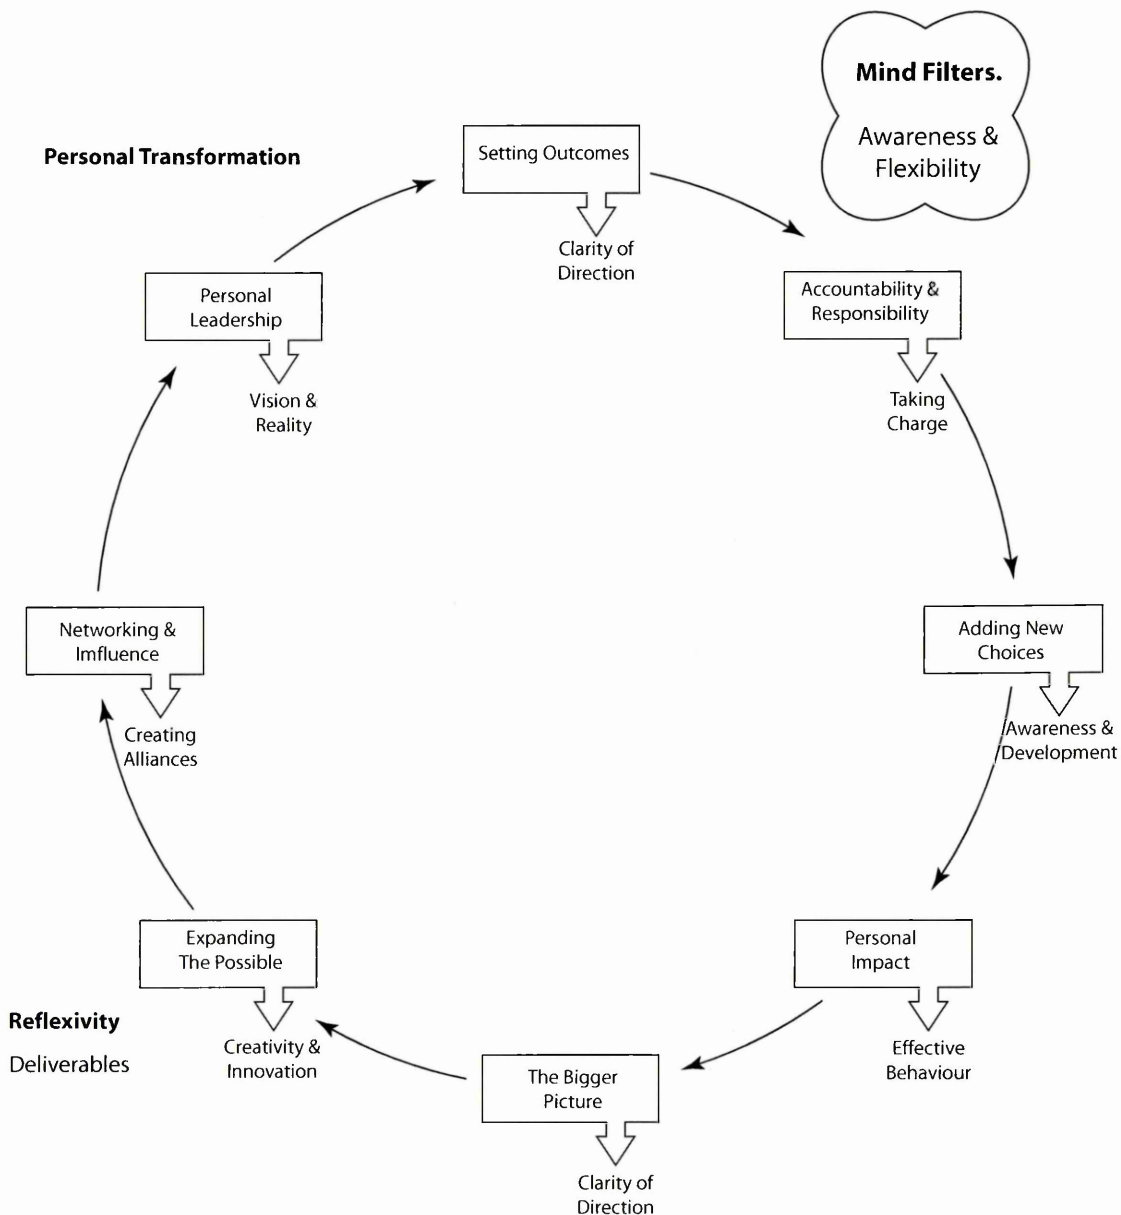 Mind Filters.
Awareness &
Flexibility
Personal Transformation
Setting Outcomes
Clarity of
Direction
Accountability &
Responsibility
Taking
Charge
Adding New
Choices
Awareness &
Development
Personal
Impact
Effective
Behaviour
The Bigger
Picture
Clarity of
Direction
Expanding
The Possible
Creativity &
Innovation
Reflexivity
Deliverables
Networking &
Imfluence
Creating
Alliances
Personal
Leadership
Vision &
Reality